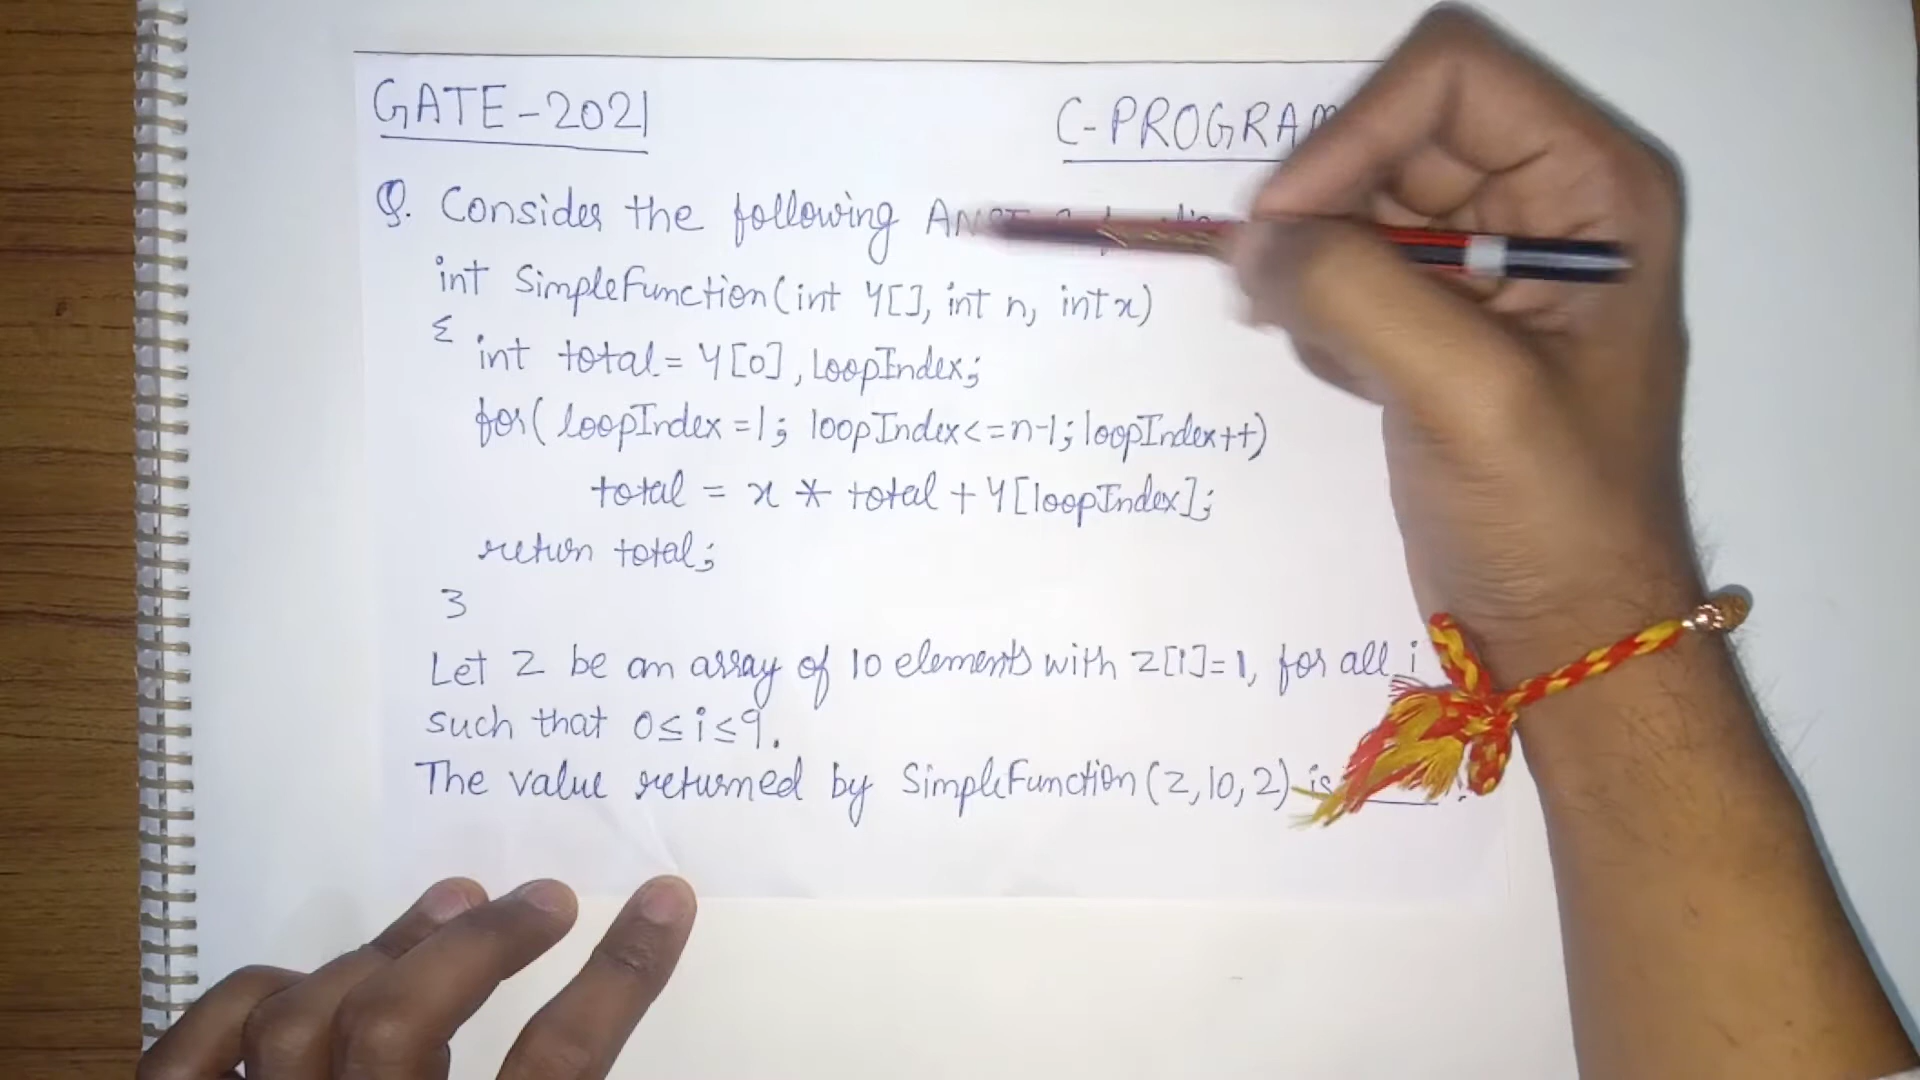 GATE-2021
C-PROGRAM
Q. Consider the following
int SimpleFunction(int Y[], int n, int x)
{
int total = Y[0], LoopIndex;
for( loopIndex =1; loopIndex<=n-1; loopIndex++)
total = x * total + Y[loopIndex];
return total;
}
Let Z be an array of 10 elements with Z[i]=1, for all i
such that 0≤i≤9.
The value returned by SimpleFunction(Z,10,2) is